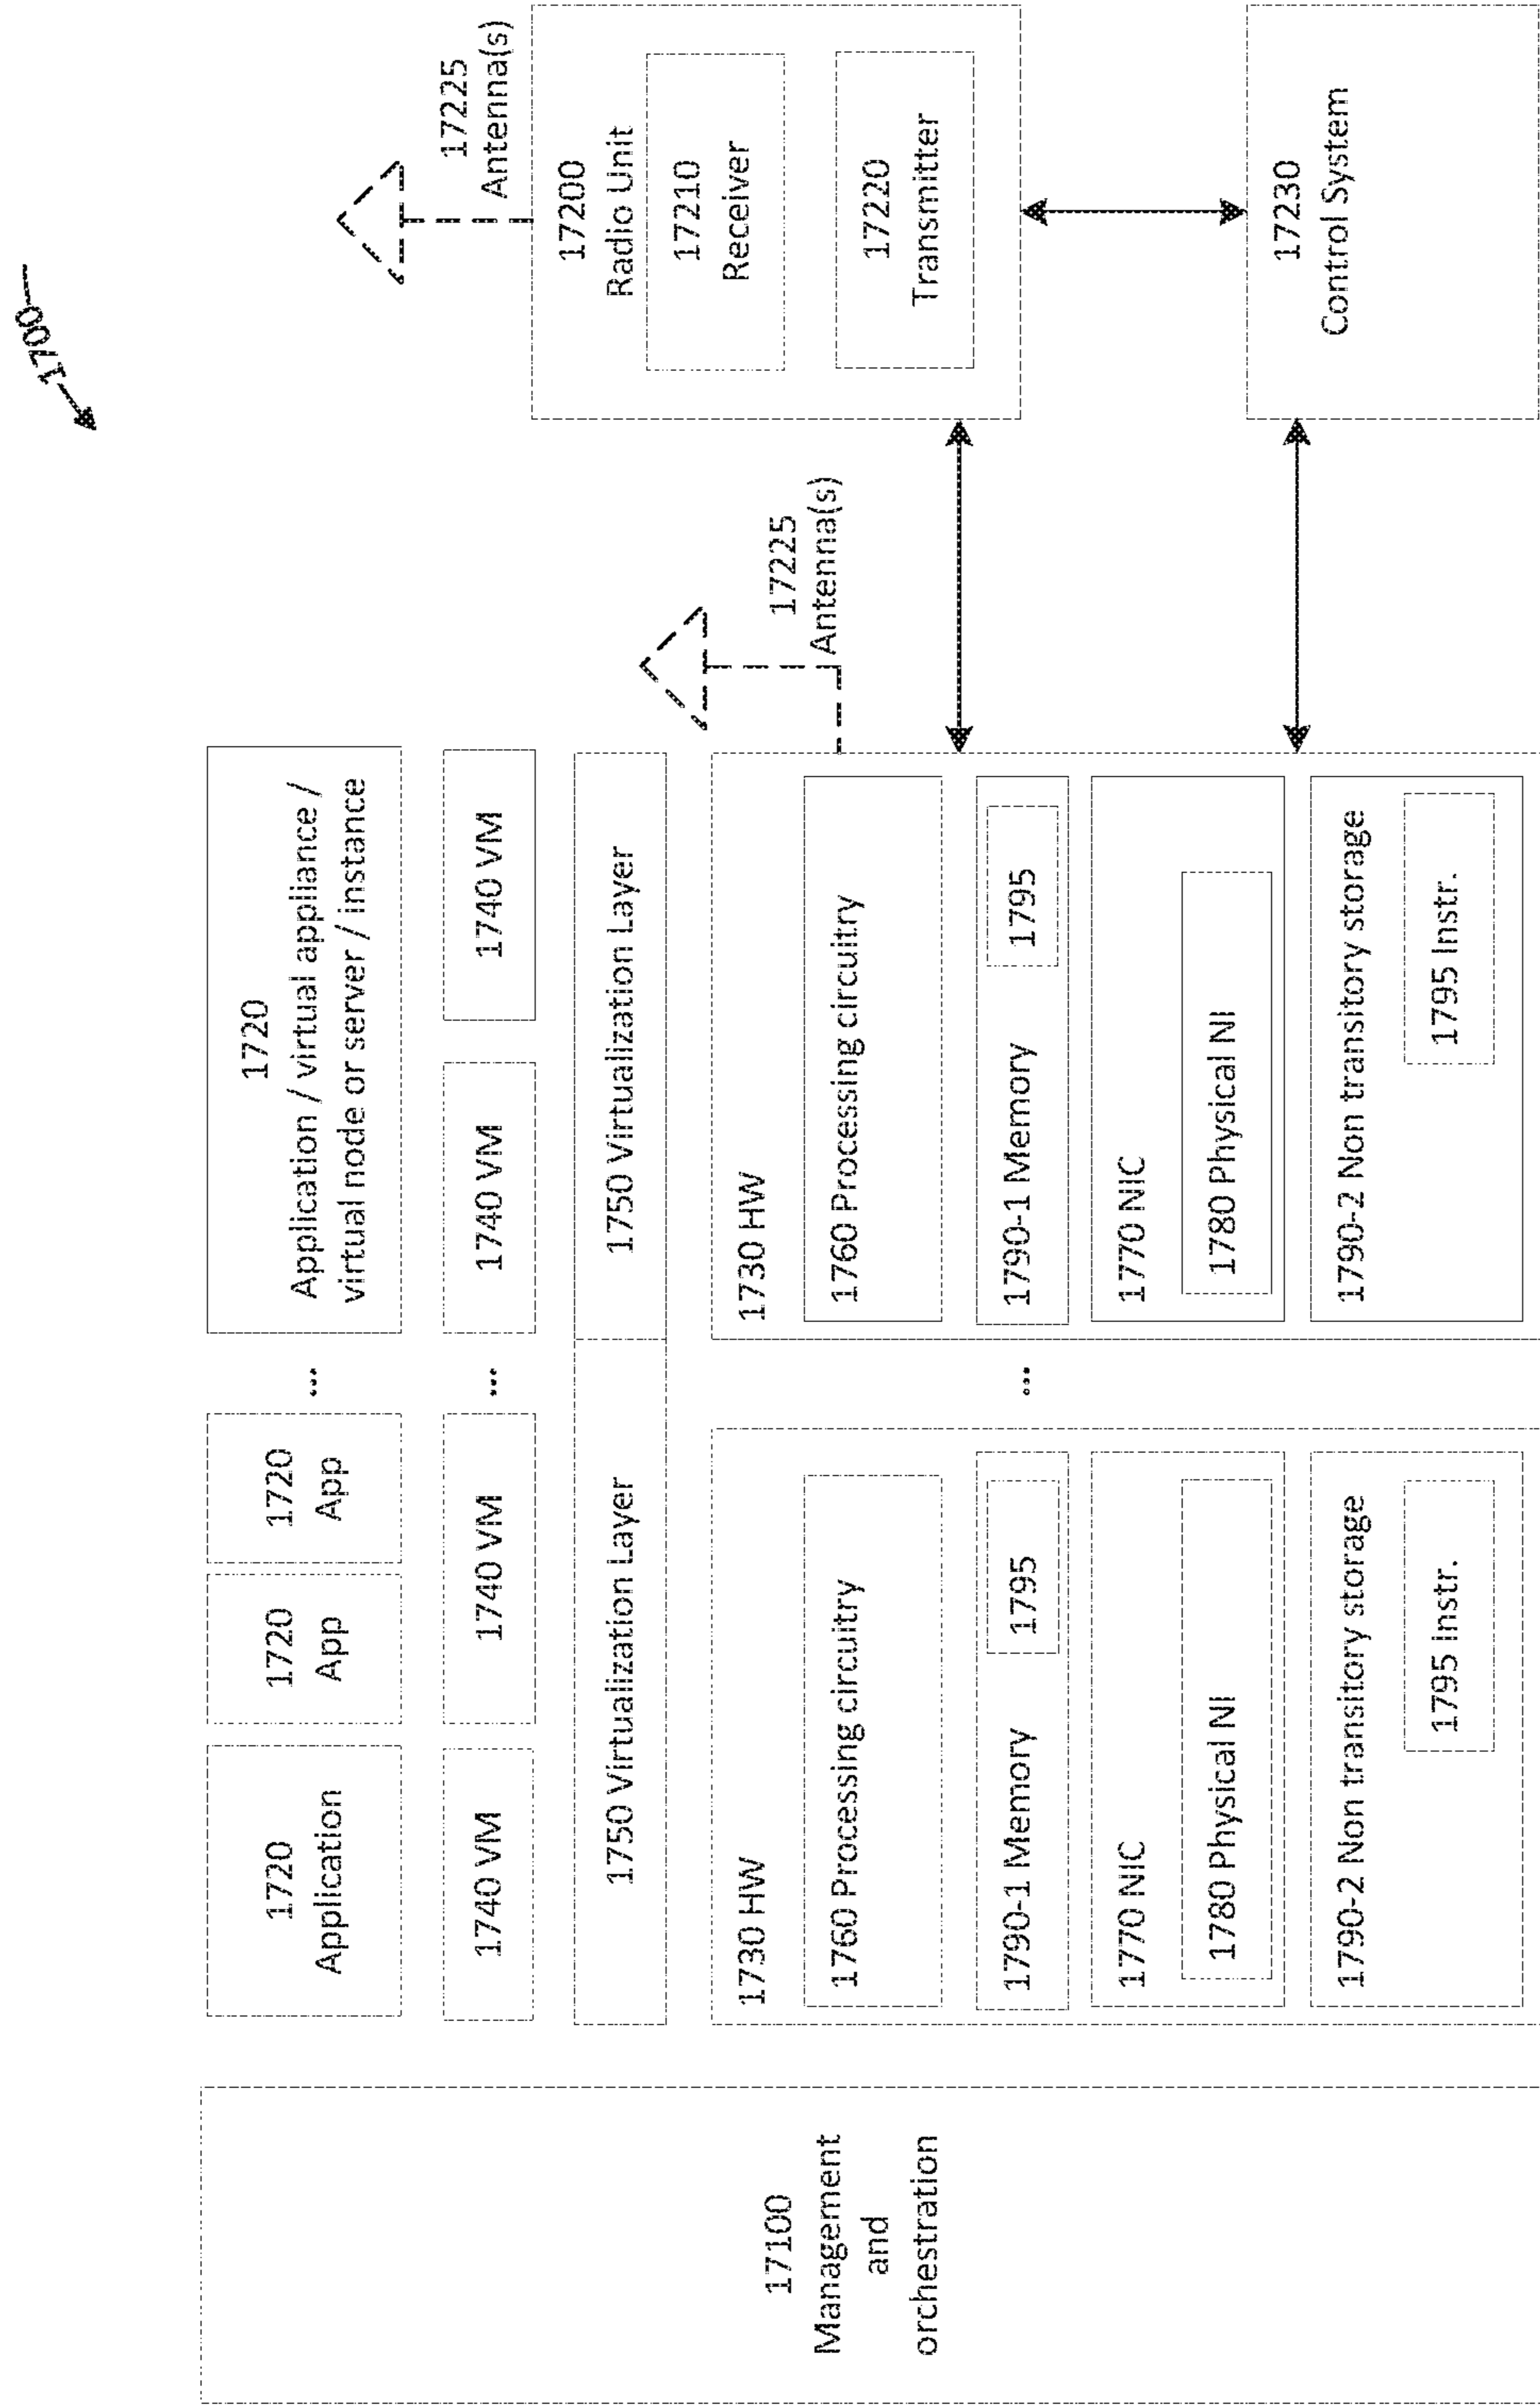 1700
17100
Management
and
orchestration
1720
Application
1720
App
1720
App
...
1720
Application / virtual appliance /
virtual node or server / instance
1740 VM
1740 VM
...
1740 VM
1740 VM
1750 Virtualization Layer
1750 Virtualization Layer
1730 HW
1760 Processing circuitry
1790-1 Memory
1795
1770 NIC
1780 Physical NI
1790-2 Non transitory storage
1795 Instr.
...
1730 HW
1760 Processing circuitry
1790-1 Memory
1795
1770 NIC
1780 Physical NI
1790-2 Non transitory storage
1795 Instr.
17225
Antenna(s)
17225
Antenna(s)
17200
Radio Unit
17210
Receiver
17220
Transmitter
17230
Control System